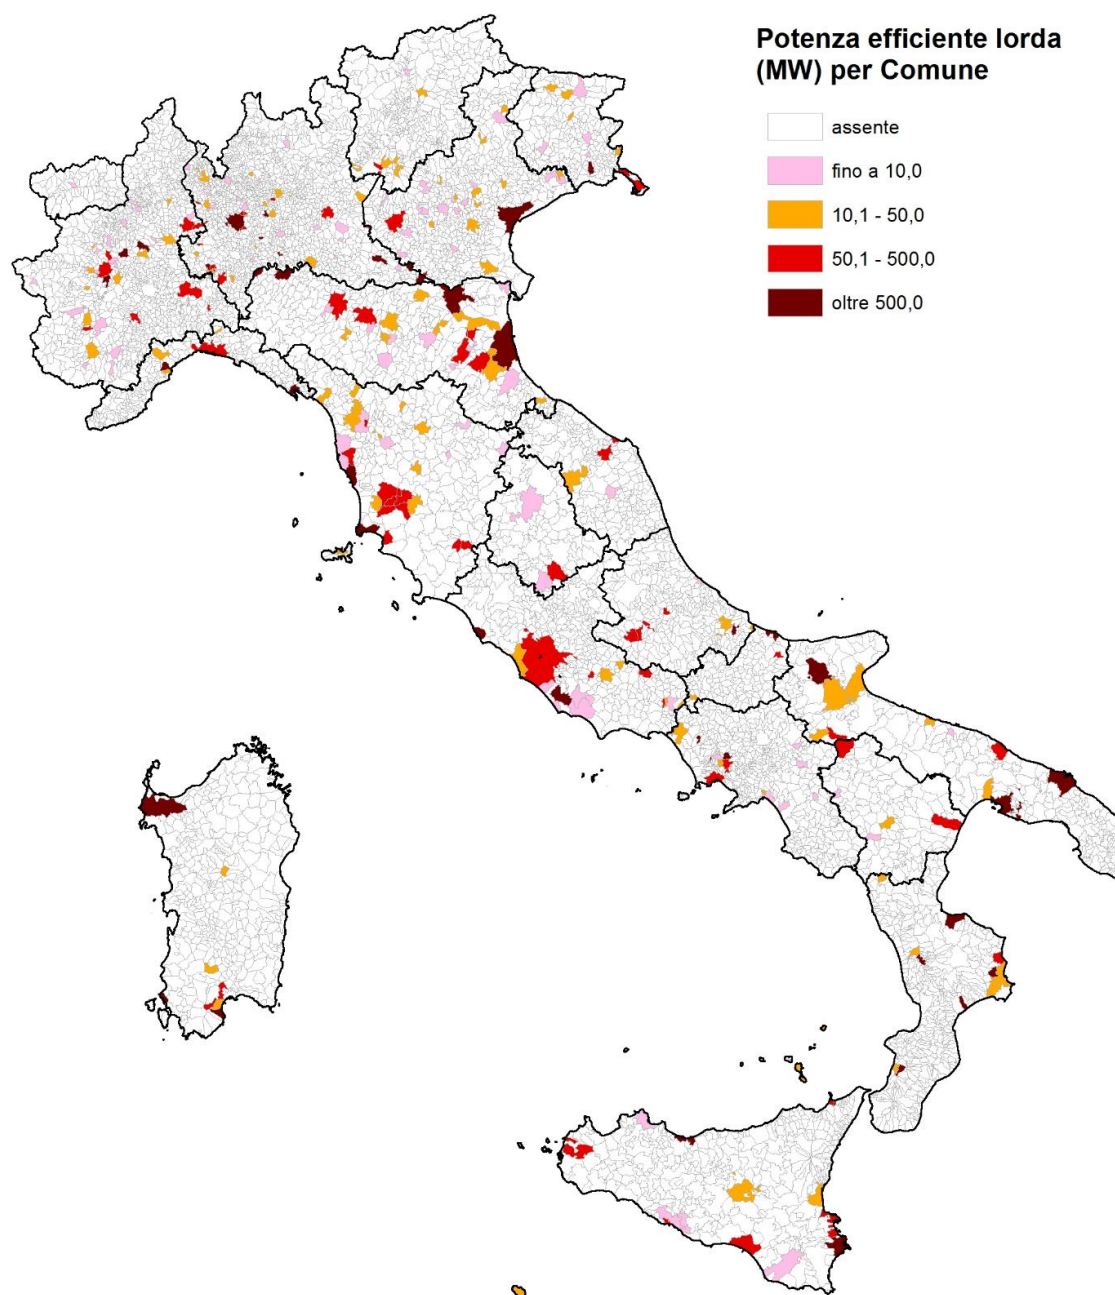 Potenza efficiente lorda
(MW) per Comune
assente
fino a 10,0
10,1 - 50,0
50,1 - 500,0
oltre 500,0